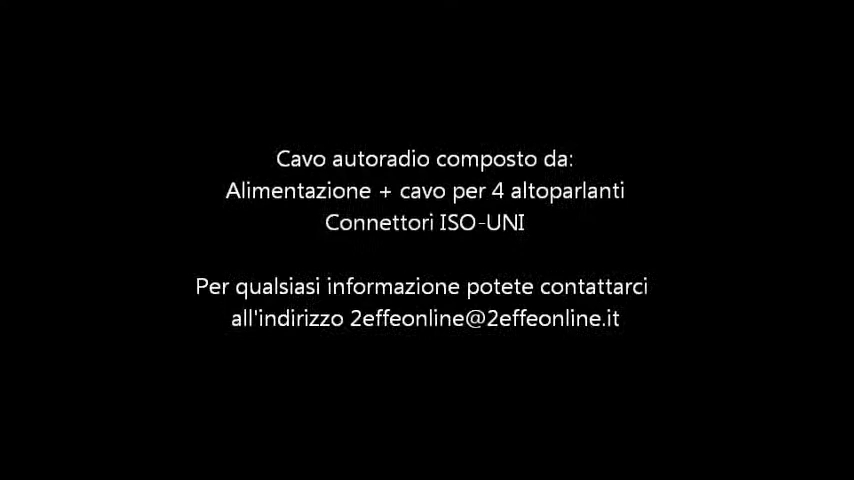 Cavo autoradio composto da:
Alimentazione + cavo per 4 altoparlanti
Connettori ISO-UNI
Per qualsiasi informazione potete contattarci
all'indirizzo 2effeonline@2effeonline.it